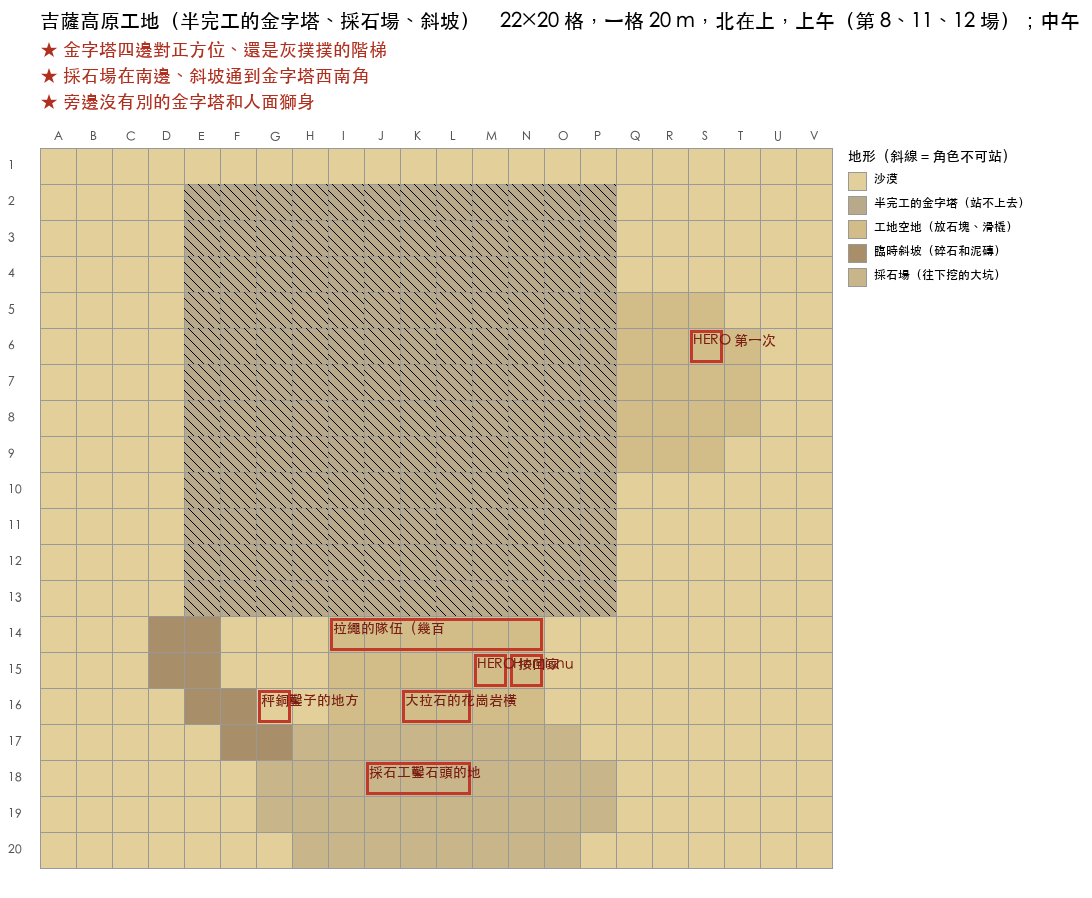 吉薩高原工地（半完工的金字塔、採石場、斜坡） 22×20 格，一格 20 m，北在上，上午（第 8、11、12 場）；中午
★ 金字塔四邊對正方位、還是灰撲撲的階梯
★ 採石場在南邊、斜坡通到金字塔西南角
★ 旁邊沒有別的金字塔和人面獅身
A B C D E F G H I J K L M N O P Q R S T U V
地形（斜線＝角色不可站）
沙漠
半完工的金字塔（站不上去）
工地空地（放石塊、滑橇）
臨時斜坡（碎石和泥磚）
採石場（往下挖的大坑）
1
2
3
4
5
6
HERO 第一次
7
8
9
10
11
12
13
14
拉繩的隊伍（幾百
15
HERO
16
秤銅鑿子的地方
大拉石的花崗岩橫
17
18
採石工鑿石頭的地
19
20